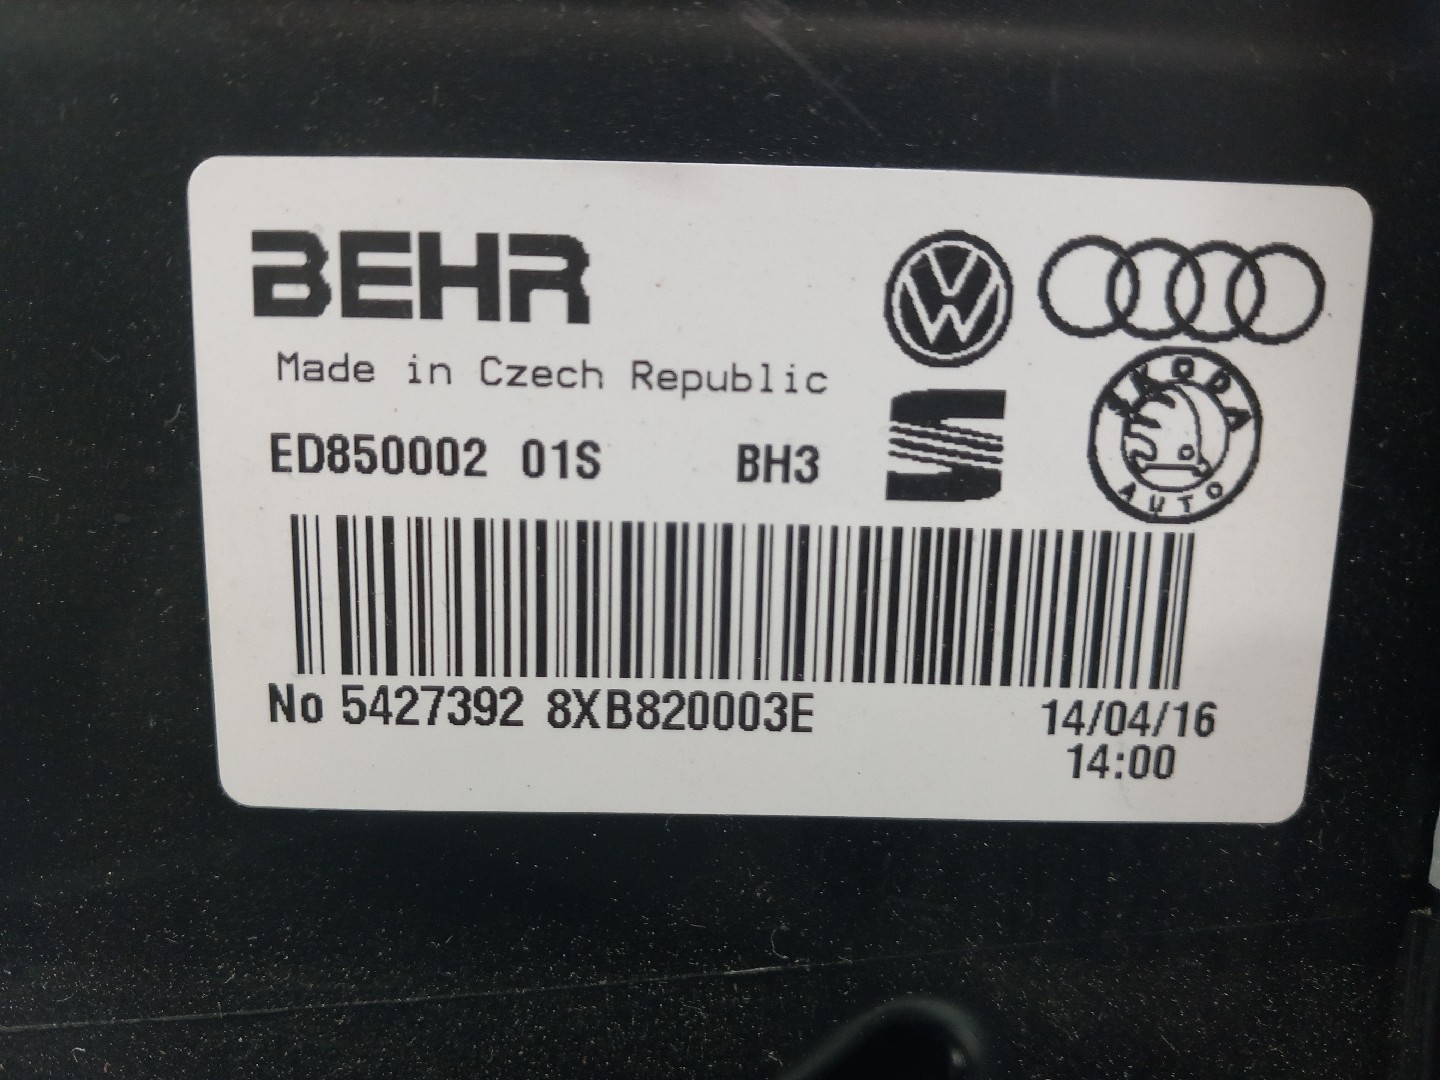 BEHR
Made in Czech Republic
ED850002 01S BH3
SKODA
AUTO
No 5427392 8XB820003E 14/04/16
14:00